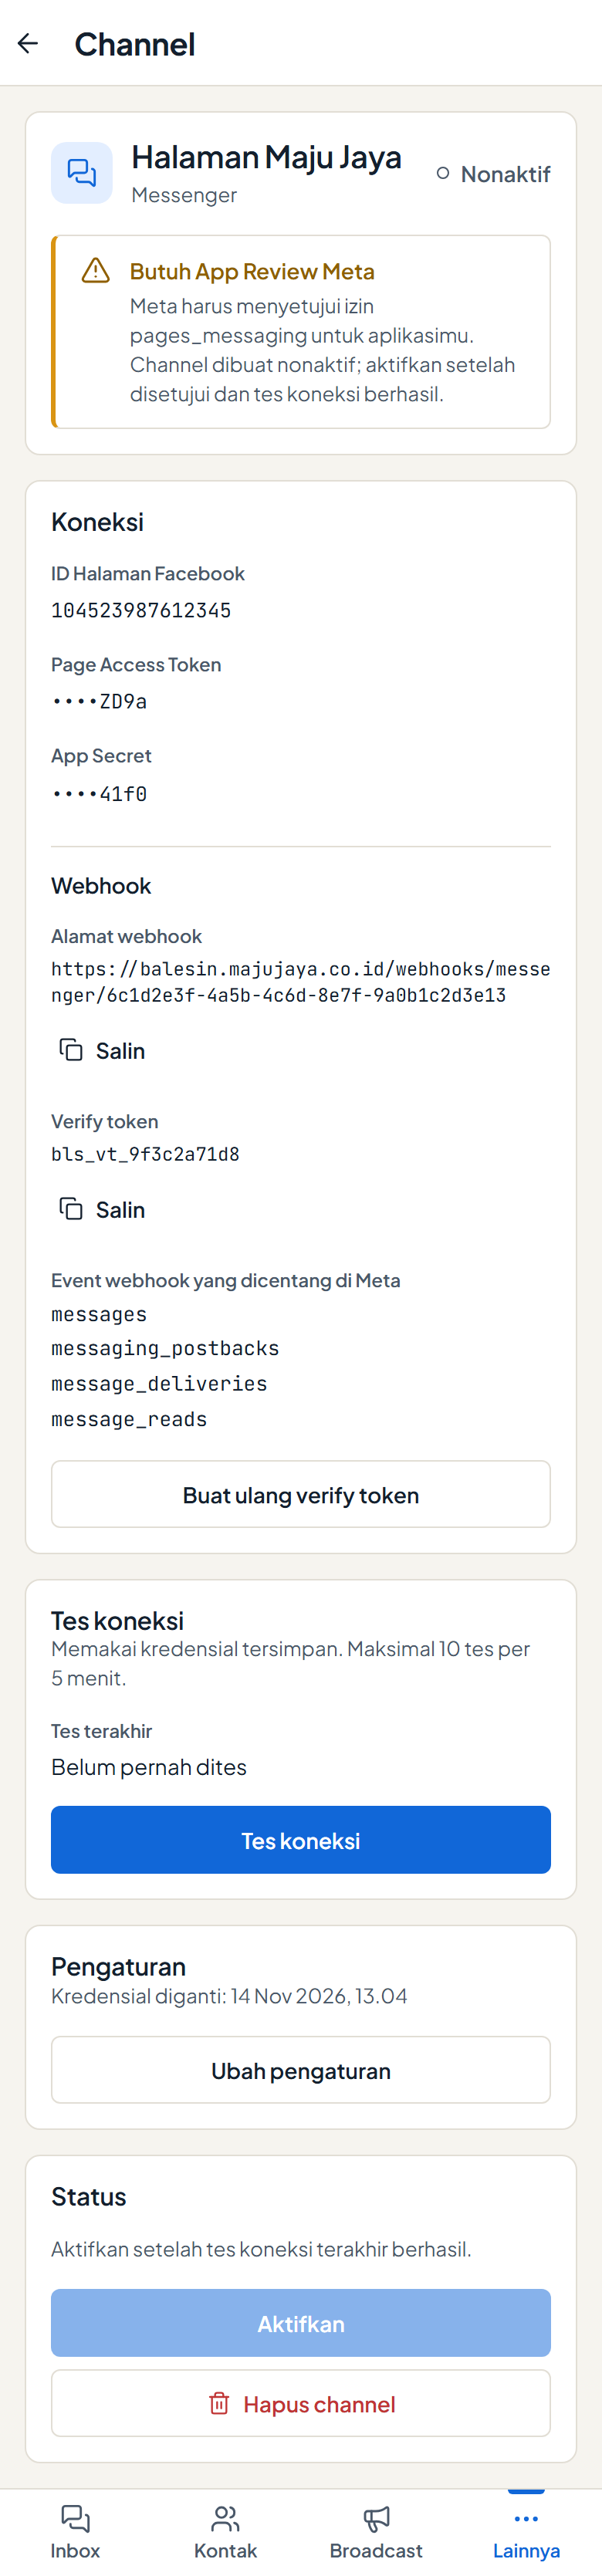 Channel
Halaman Maju Jaya
Messenger
Nonaktif
Butuh App Review Meta
Meta harus menyetujui izin
pages_messaging untuk aplikasimu.
Channel dibuat nonaktif; aktifkan setelah
disetujui dan tes koneksi berhasil.
Koneksi
ID Halaman Facebook
104523987612345
Page Access Token
••••ZD9a
App Secret
••••41f0
Webhook
Alamat webhook
https://balesin.majujaya.co.id/webhooks/messe
nger/6c1d2e3f-4a5b-4c6d-8e7f-9a0b1c2d3e13
Salin
Verify token
bls_vt_9f3c2a71d8
Salin
Event webhook yang dicentang di Meta
messages
messaging_postbacks
message_deliveries
message_reads
Buat ulang verify token
Tes koneksi
Memakai kredensial tersimpan. Maksimal 10 tes per
5 menit.
Tes terakhir
Belum pernah dites
Tes koneksi
Pengaturan
Kredensial diganti: 14 Nov 2026, 13.04
Ubah pengaturan
Status
Aktifkan setelah tes koneksi terakhir berhasil.
Aktifkan
Hapus channel
Inbox
Kontak
Broadcast
Lainnya